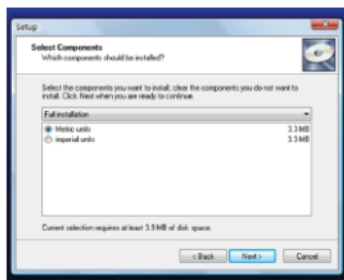 Setup
Select Components
Which components should be installed?
Select the components you want to install; clear the components you do not want to
install. Click Next when you are ready to continue.
Full installation
Metric units 3.3 MB
imperial units 3.3 MB
Current selection requires at least 3.9 MB of disk space.
< Back Next > Cancel